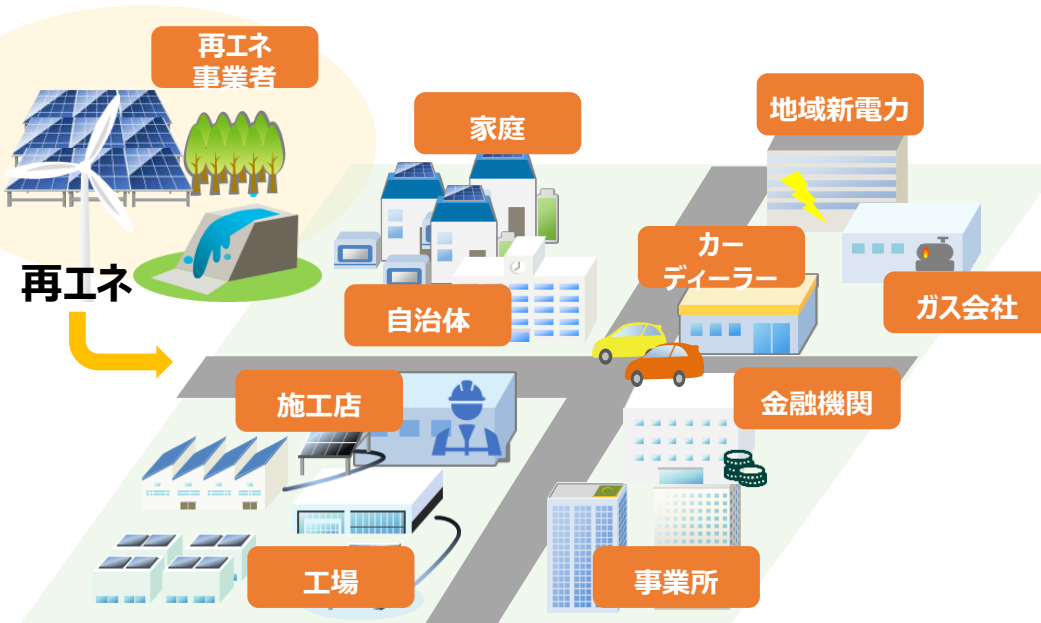 再エネ
事業者
家庭
地域新電力
カー
ディーラー
再エネ
自治体
ガス会社
施工店
金融機関
工場
事業所